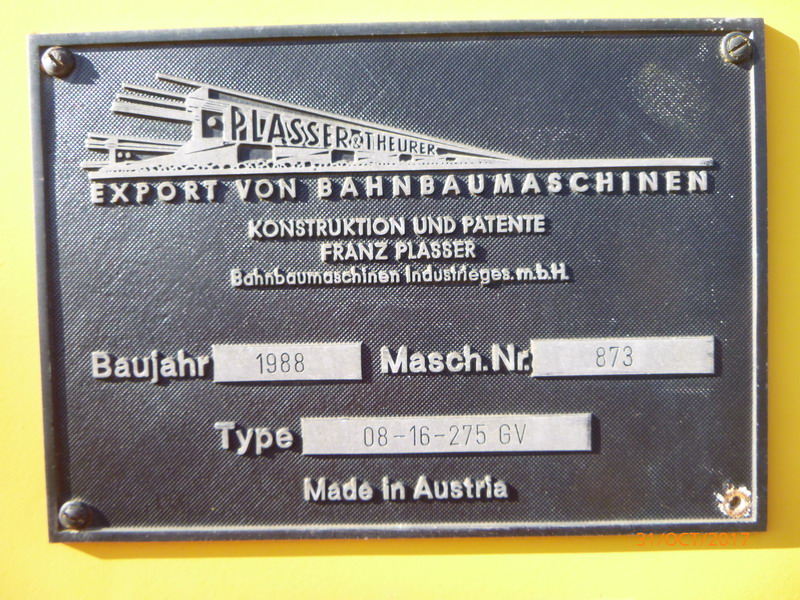 PLASSER & THEURER
EXPORT VON BAHNBAUMASCHINEN
KONSTRUKTION UND PATENTE
FRANZ PLASSER
Bahnbaumaschinen Industrieges.m.b.H.
Baujahr 1988 Masch.Nr. 873
Type 08-16-275 GV
Made in Austria
31/OCT/2017